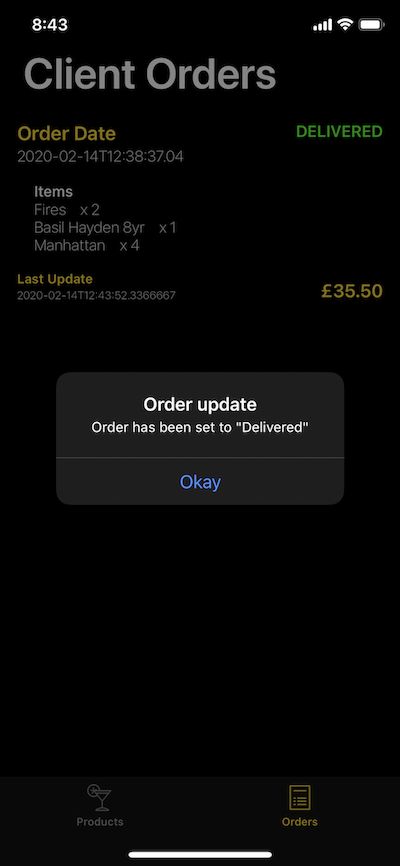 8:43
Client Orders
Order Date
DELIVERED
2020-02-14T12:38:37.04
Items
Fires x 2
Basil Hayden 8yr x 1
Manhattan x 4
Last Update
2020-02-14T12:43:52.3366667
£35.50
Order update
Order has been set to "Delivered"
Okay
Products
Orders